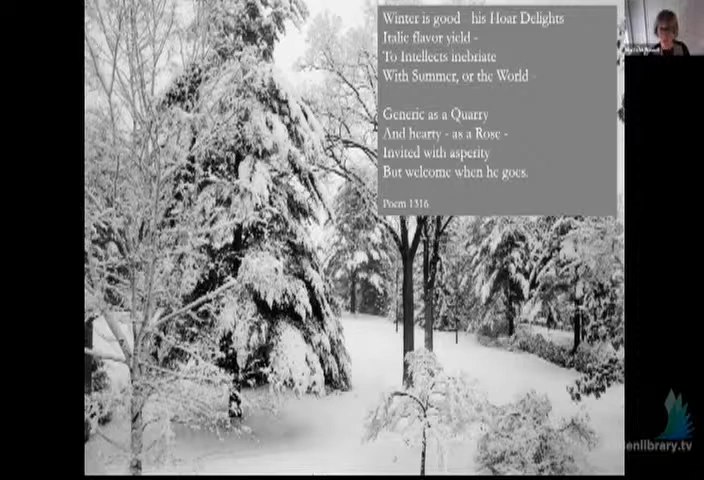 Winter is good - his Hoar Delights
Italic flavor yield -
To Intellects inebriate
With Summer, or the World -
Generic as a Quarry
And hearty - as a Rose -
Invited with asperity
But welcome when he goes.
Poem 1316
enlibrary.tv